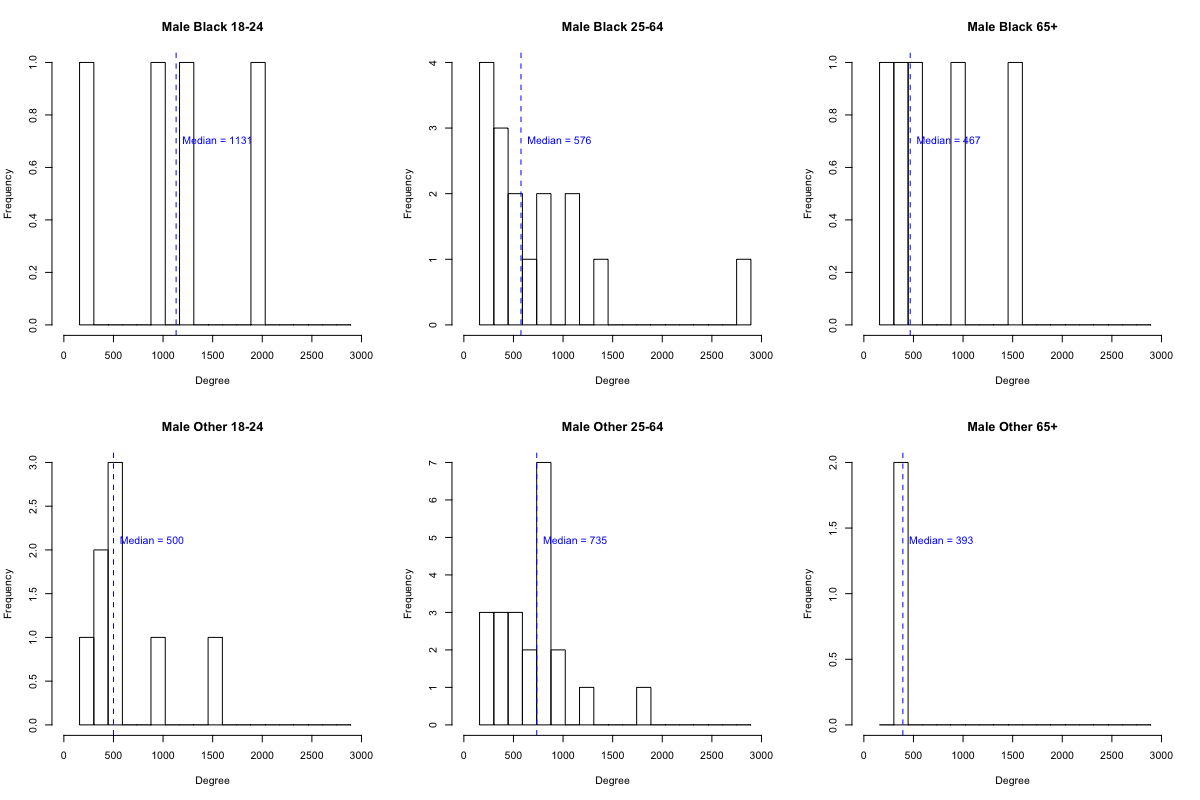 Male Black 18-24
Frequency
1.0
0.8
0.6
0.4
0.2
0.0
Median = 1131
0 500 1000 1500 2000 2500 3000
Degree
Male Black 25-64
Frequency
4
3
2
1
0
Median = 576
0 500 1000 1500 2000 2500 3000
Degree
Male Black 65+
Frequency
1.0
0.8
0.6
0.4
0.2
0.0
Median = 467
0 500 1000 1500 2000 2500 3000
Degree
Male Other 18-24
Frequency
3.0
2.5
2.0
1.5
1.0
0.5
0.0
Median = 500
0 500 1000 1500 2000 2500 3000
Degree
Male Other 25-64
Frequency
7
6
5
4
3
2
1
0
Median = 735
0 500 1000 1500 2000 2500 3000
Degree
Male Other 65+
Frequency
2.0
1.5
1.0
0.5
0.0
Median = 393
0 500 1000 1500 2000 2500 3000
Degree